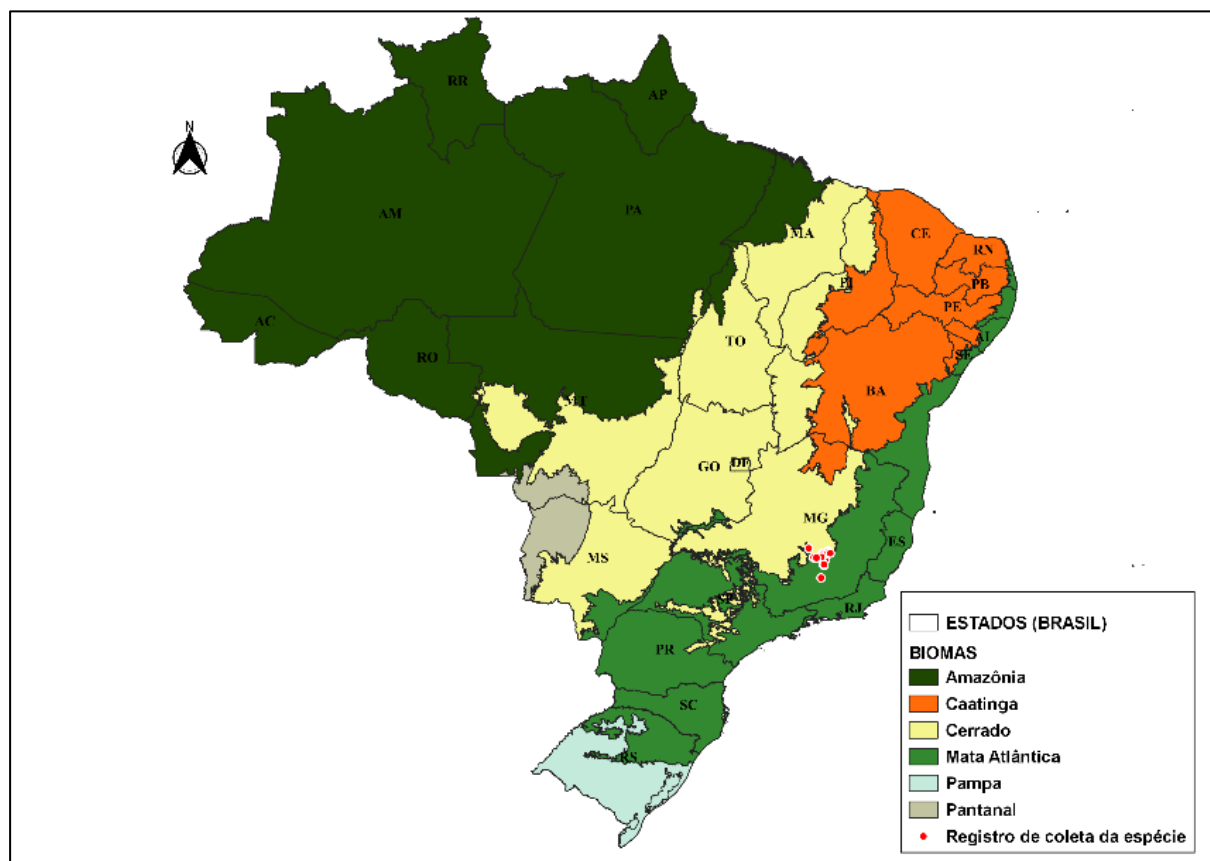 N
RR
AP
AM
PA
MA
CE
RN
PI
PB
PE
AC
AL
TO
SE
RO
BA
MT
GO
DF
MG
MS
ES
RJ
PR
SC
RS
ESTADOS (BRASIL)
BIOMAS
Amazônia
Caatinga
Cerrado
Mata Atlântica
Pampa
Pantanal
Registro de coleta da espécie